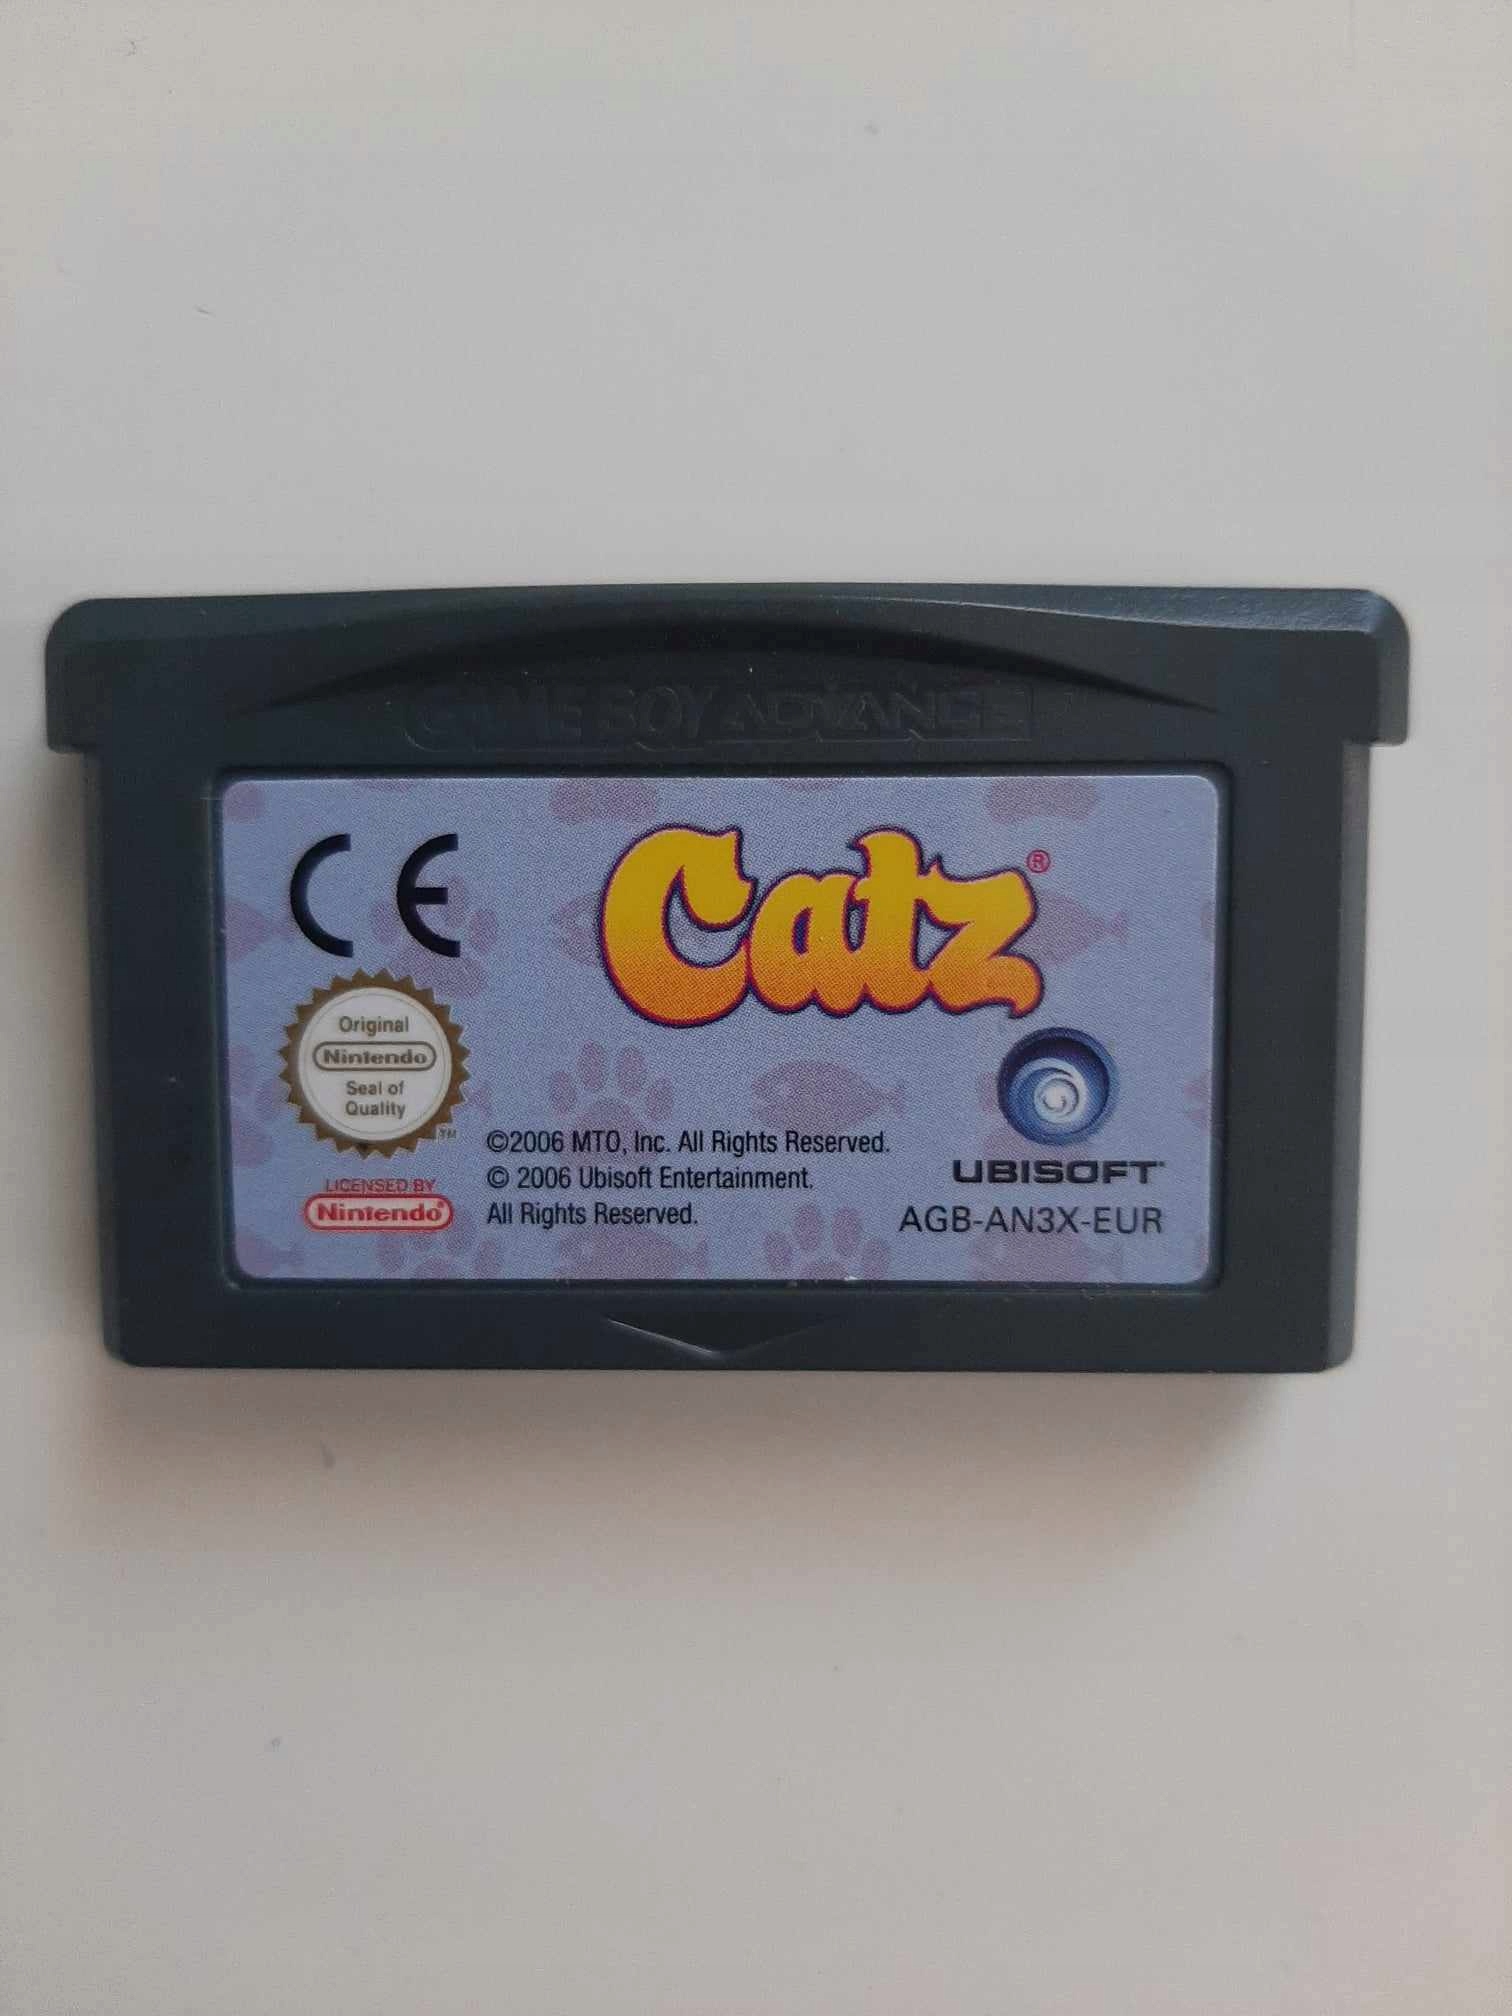 GAME BOY ADVANCE
CE
Catz®
Original
Nintendo
Seal of
Quality
TM
LICENSED BY
Nintendo®
©2006 MTO, Inc. All Rights Reserved.
© 2006 Ubisoft Entertainment.
All Rights Reserved.
UBISOFT
AGB-AN3X-EUR